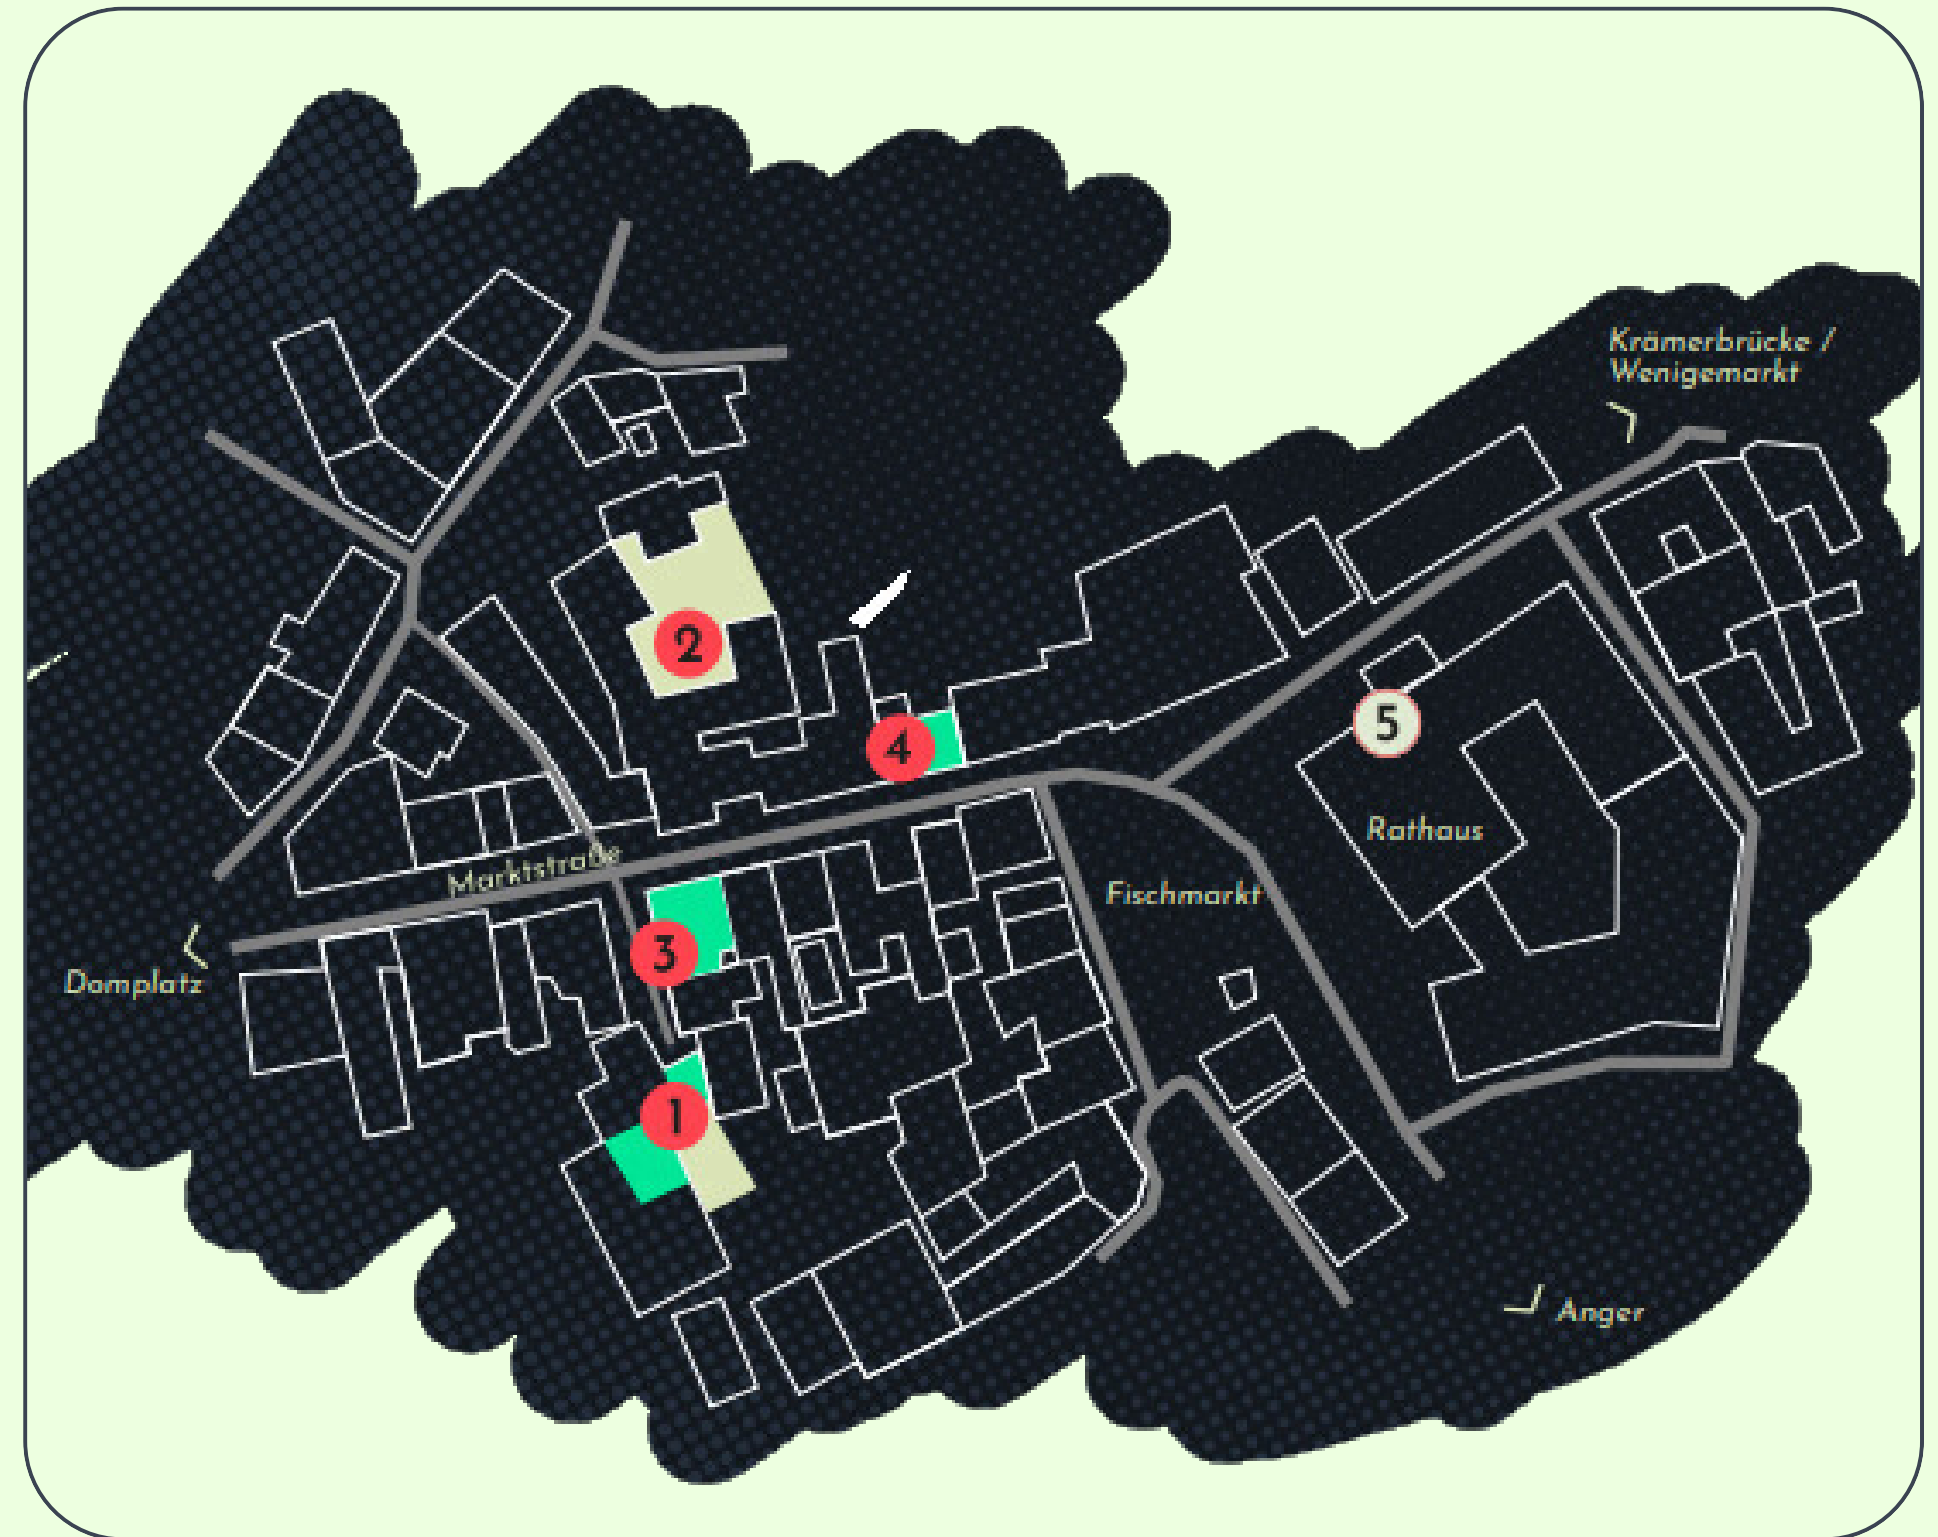 Krämerbrücke /
Wenigemarkt
2
5
4
Rathaus
Marktstraße
Fischmarkt
3
Domplatz
1
Anger